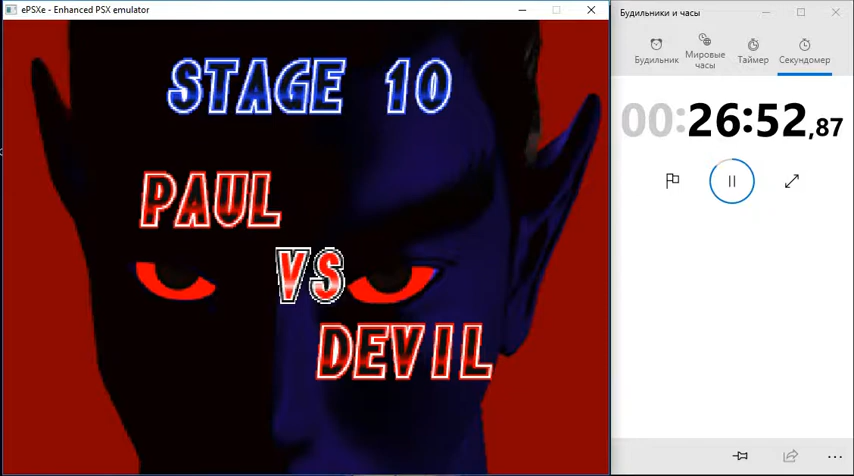 ePSXe - Enhanced PSX emulator
STAGE 10
PAUL
VS
DEVIL
Будильники и часы
Будильник
Мировые часы
Таймер
Секундомер
00:26:52,87